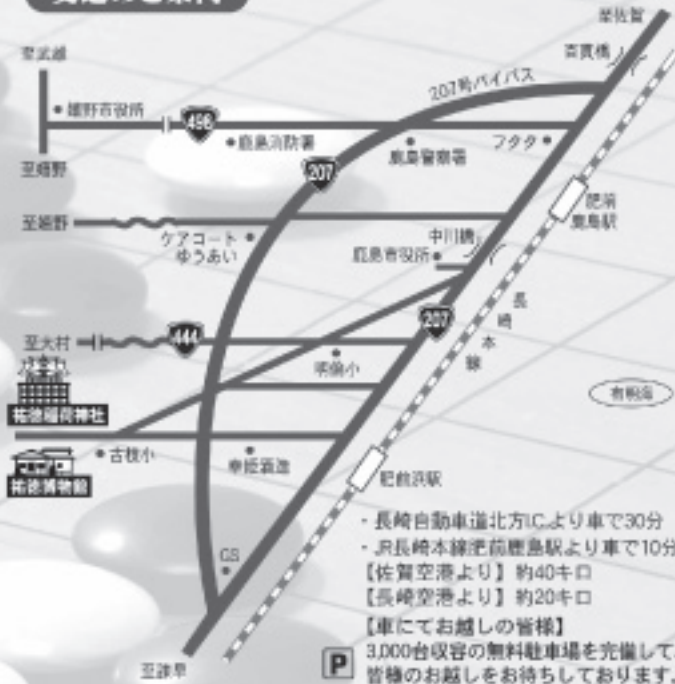 交通のご案内
至佐賀
百貫橋
至武雄
207号バイパス
嬉野市役所
498
鹿島消防署
フタタ
鹿島警察署
207
至嬉野
肥前
鹿島駅
至嬉野
中川橋
ケアコート
ゆうあい
鹿島市役所
長崎本線
207
至大村
444
明倫小
有明海
祐徳稲荷神社
古枝小
幸姫酒造
肥前浜駅
祐徳博物館
・長崎自動車道北方I.C.より車で30分
・JR長崎本線肥前鹿島駅より車で10分
GS
【佐賀空港より】約40キロ
【長崎空港より】約20キロ
【車にてお越しの皆様】
P 3,000台収容の無料駐車場を完備して
皆様のお越しをお待ちしております。
至諫早